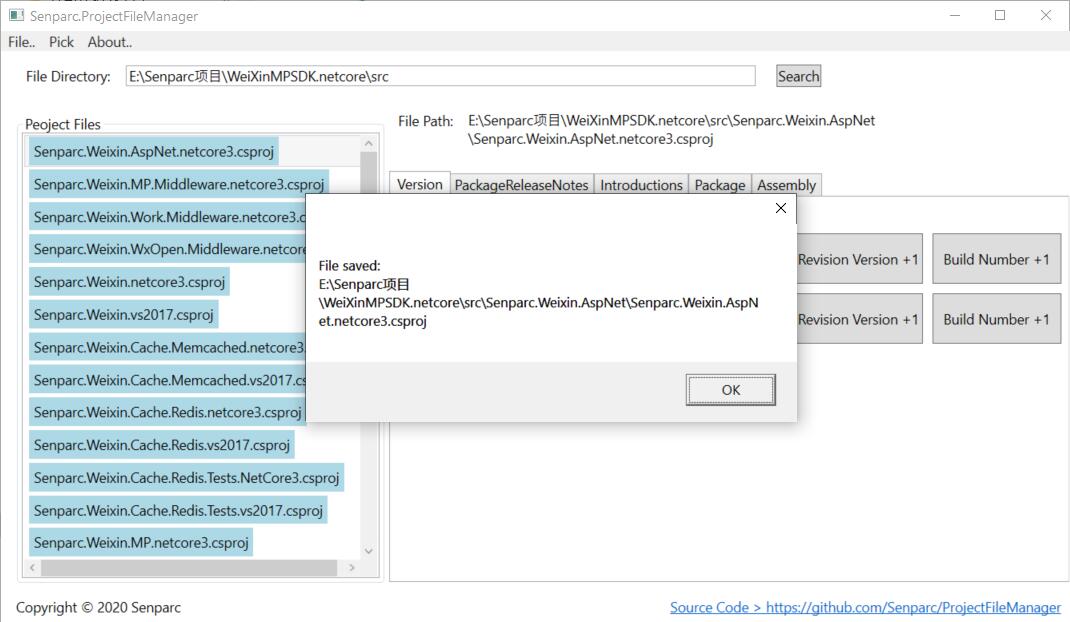 Senparc.ProjectFileManager
File.. Pick About..
File Directory: E:\Senparc项目\WeiXinMPSDK.netcore\src Search
Peoject Files
Senparc.Weixin.AspNet.netcore3.csproj
Senparc.Weixin.MP.Middleware.netcore3.csproj
Senparc.Weixin.Work.Middleware.netcore3.c
Senparc.Weixin.WxOpen.Middleware.netcore
Senparc.Weixin.netcore3.csproj
Senparc.Weixin.vs2017.csproj
Senparc.Weixin.Cache.Memcached.netcore3.
Senparc.Weixin.Cache.Memcached.vs2017.cs
Senparc.Weixin.Cache.Redis.netcore3.csproj
Senparc.Weixin.Cache.Redis.vs2017.csproj
Senparc.Weixin.Cache.Redis.Tests.NetCore3.csproj
Senparc.Weixin.Cache.Redis.Tests.vs2017.csproj
Senparc.Weixin.MP.netcore3.csproj
File Path: E:\Senparc项目\WeiXinMPSDK.netcore\src\Senparc.Weixin.AspNet
\Senparc.Weixin.AspNet.netcore3.csproj
Version PackageReleaseNotes Introductions Package Assembly
Revision Version +1 Build Number +1
Revision Version +1 Build Number +1
File saved:
E:\Senparc项目
\WeiXinMPSDK.netcore\src\Senparc.Weixin.AspNet\Senparc.Weixin.AspN
et.netcore3.csproj
OK
Copyright © 2020 Senparc
Source Code > https://github.com/Senparc/ProjectFileManager